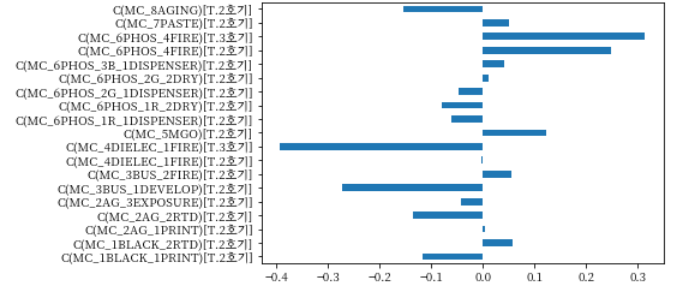 C(MC_8AGING)[T.2호기]
C(MC_7PASTE)[T.2호기]
C(MC_6PHOS_4FIRE)[T.3호기]
C(MC_6PHOS_4FIRE)[T.2호기]
C(MC_6PHOS_3B_1DISPENSER)[T.2호기]
C(MC_6PHOS_2G_2DRY)[T.2호기]
C(MC_6PHOS_2G_1DISPENSER)[T.2호기]
C(MC_6PHOS_1R_2DRY)[T.2호기]
C(MC_6PHOS_1R_1DISPENSER)[T.2호기]
C(MC_5MGO)[T.2호기]
C(MC_4DIELEC_1FIRE)[T.3호기]
C(MC_4DIELEC_1FIRE)[T.2호기]
C(MC_3BUS_2FIRE)[T.2호기]
C(MC_3BUS_1DEVELOP)[T.2호기]
C(MC_2AG_3EXPOSURE)[T.2호기]
C(MC_2AG_2RTD)[T.2호기]
C(MC_2AG_1PRINT)[T.2호기]
C(MC_1BLACK_2RTD)[T.2호기]
C(MC_1BLACK_1PRINT)[T.2호기]
−0.4 −0.3 −0.2 −0.1 0.0 0.1 0.2 0.3